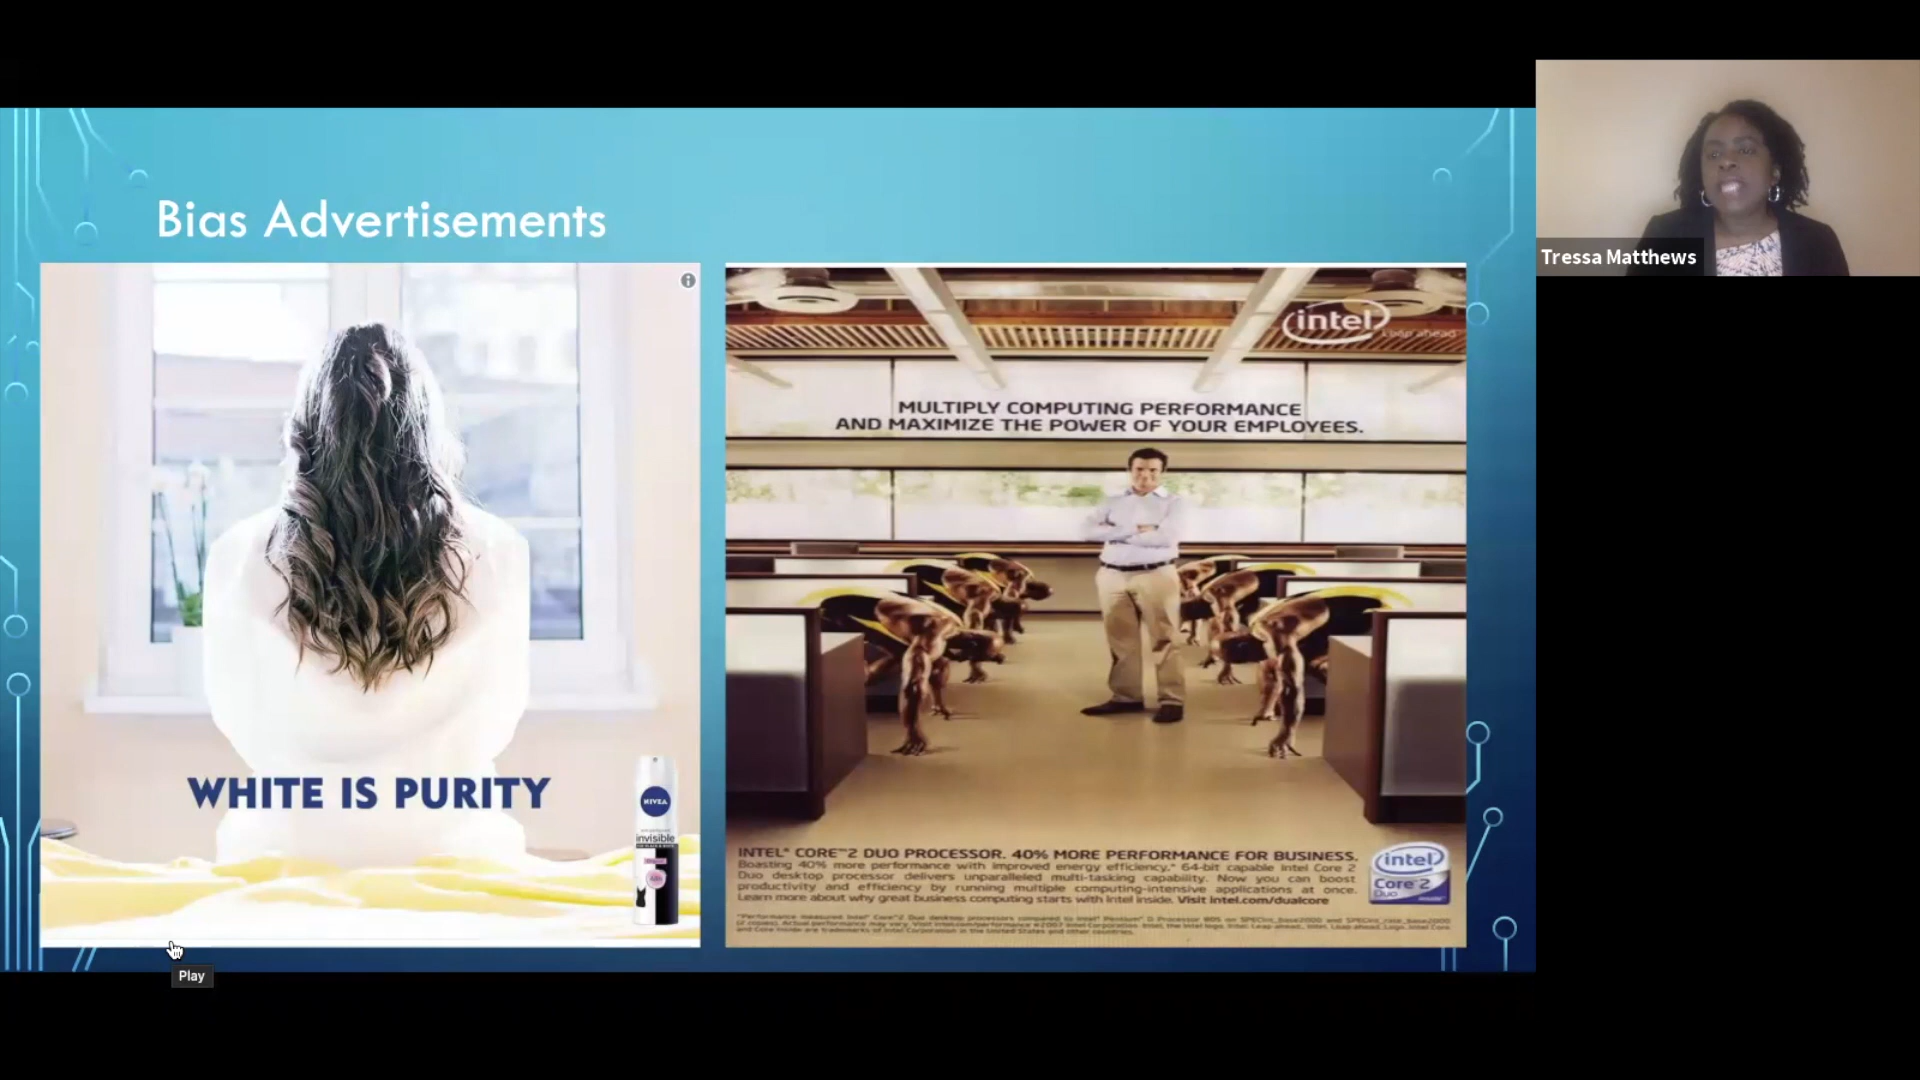 Bias Advertisements
WHITE IS PURITY
NIVEA
invisible
intel
Leap ahead
MULTIPLY COMPUTING PERFORMANCE
AND MAXIMIZE THE POWER OF YOUR EMPLOYEES.
INTEL® CORE™2 DUO PROCESSOR. 40% MORE PERFORMANCE FOR BUSINESS.
Boasting 40% more performance with improved energy efficiency,* 64-bit capable Intel Core 2
Duo desktop processor delivers unparalleled multi-tasking capability. Now you can boost
productivity and efficiency by running multiple computing-intensive applications at once.
Learn more about why great business computing starts with Intel inside. Visit intel.com/dualcore
intel
Core™2
Duo
inside™
Tressa Matthews
Play